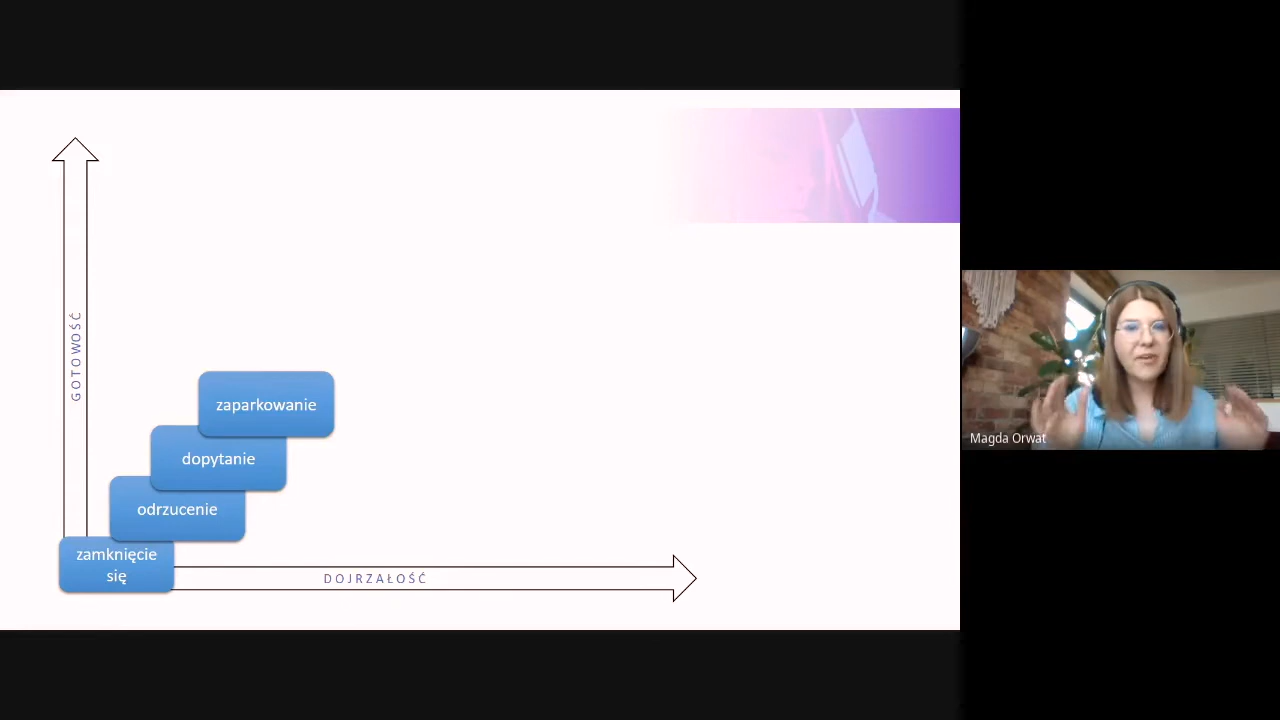 GOTOWOŚĆ
zaparkowanie
dopytanie
odrzucenie
zamknięcie
się
DOJRZAŁOŚĆ
Magda Orwat